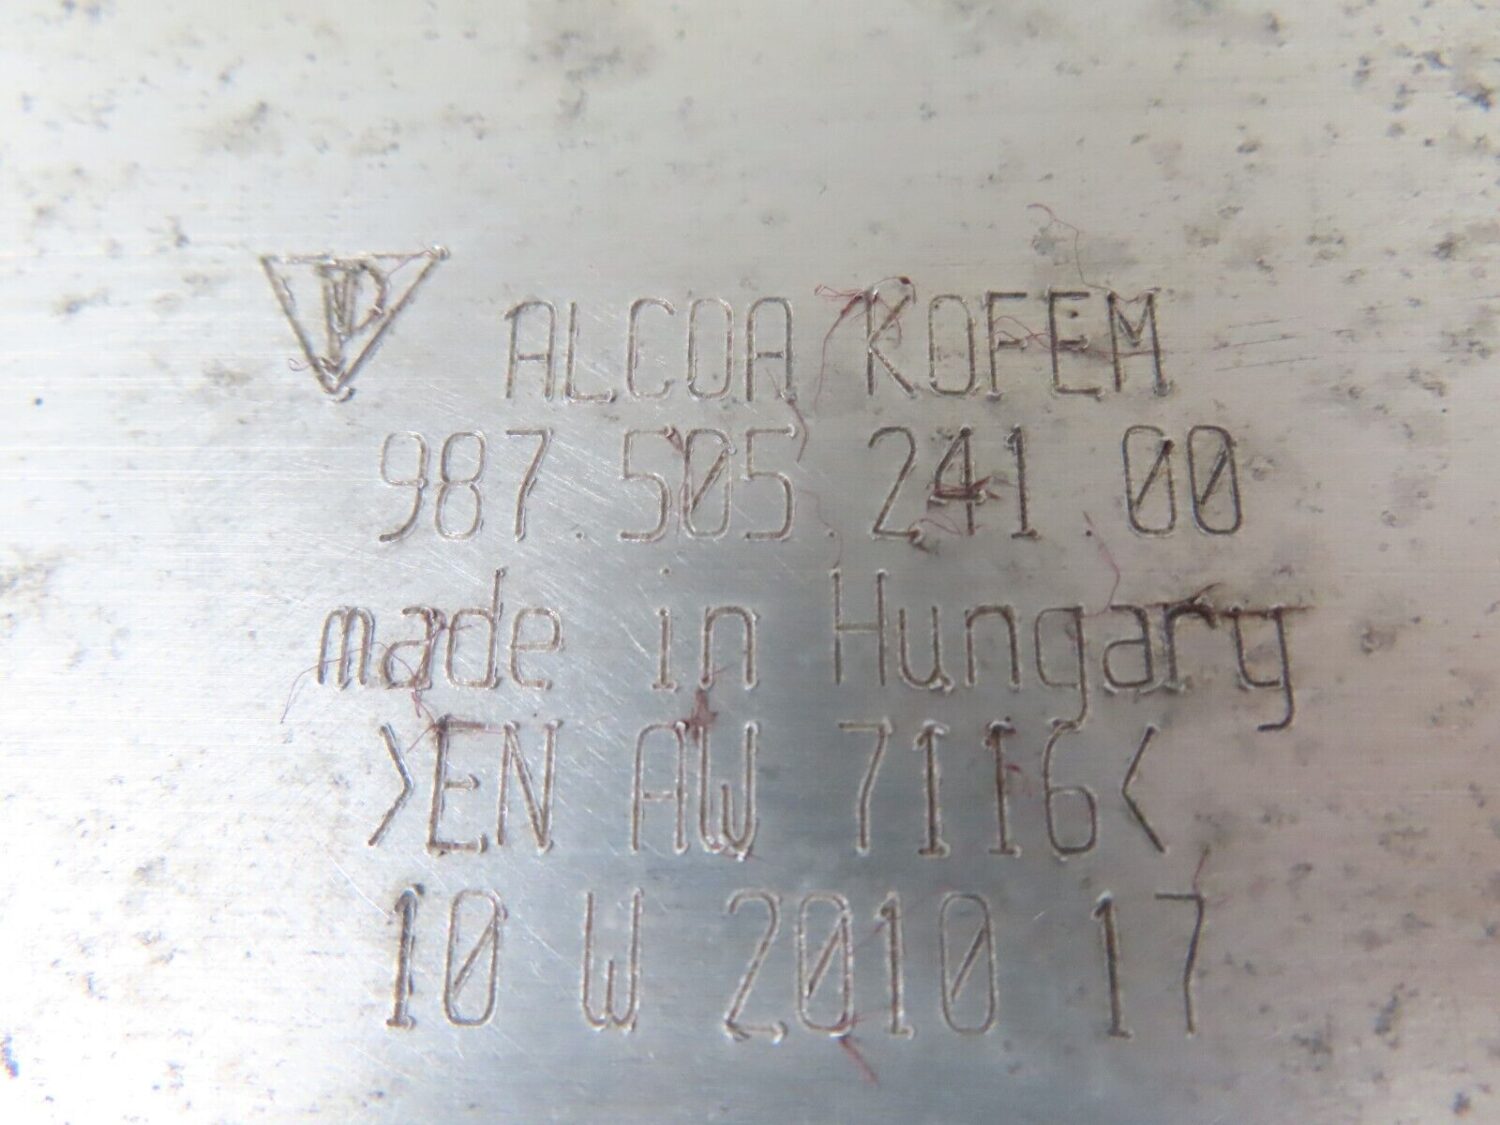 ALCOA KOFEM
987.505.241.00
made in Hungary
>EN AW 7116<
10 W 2010 17